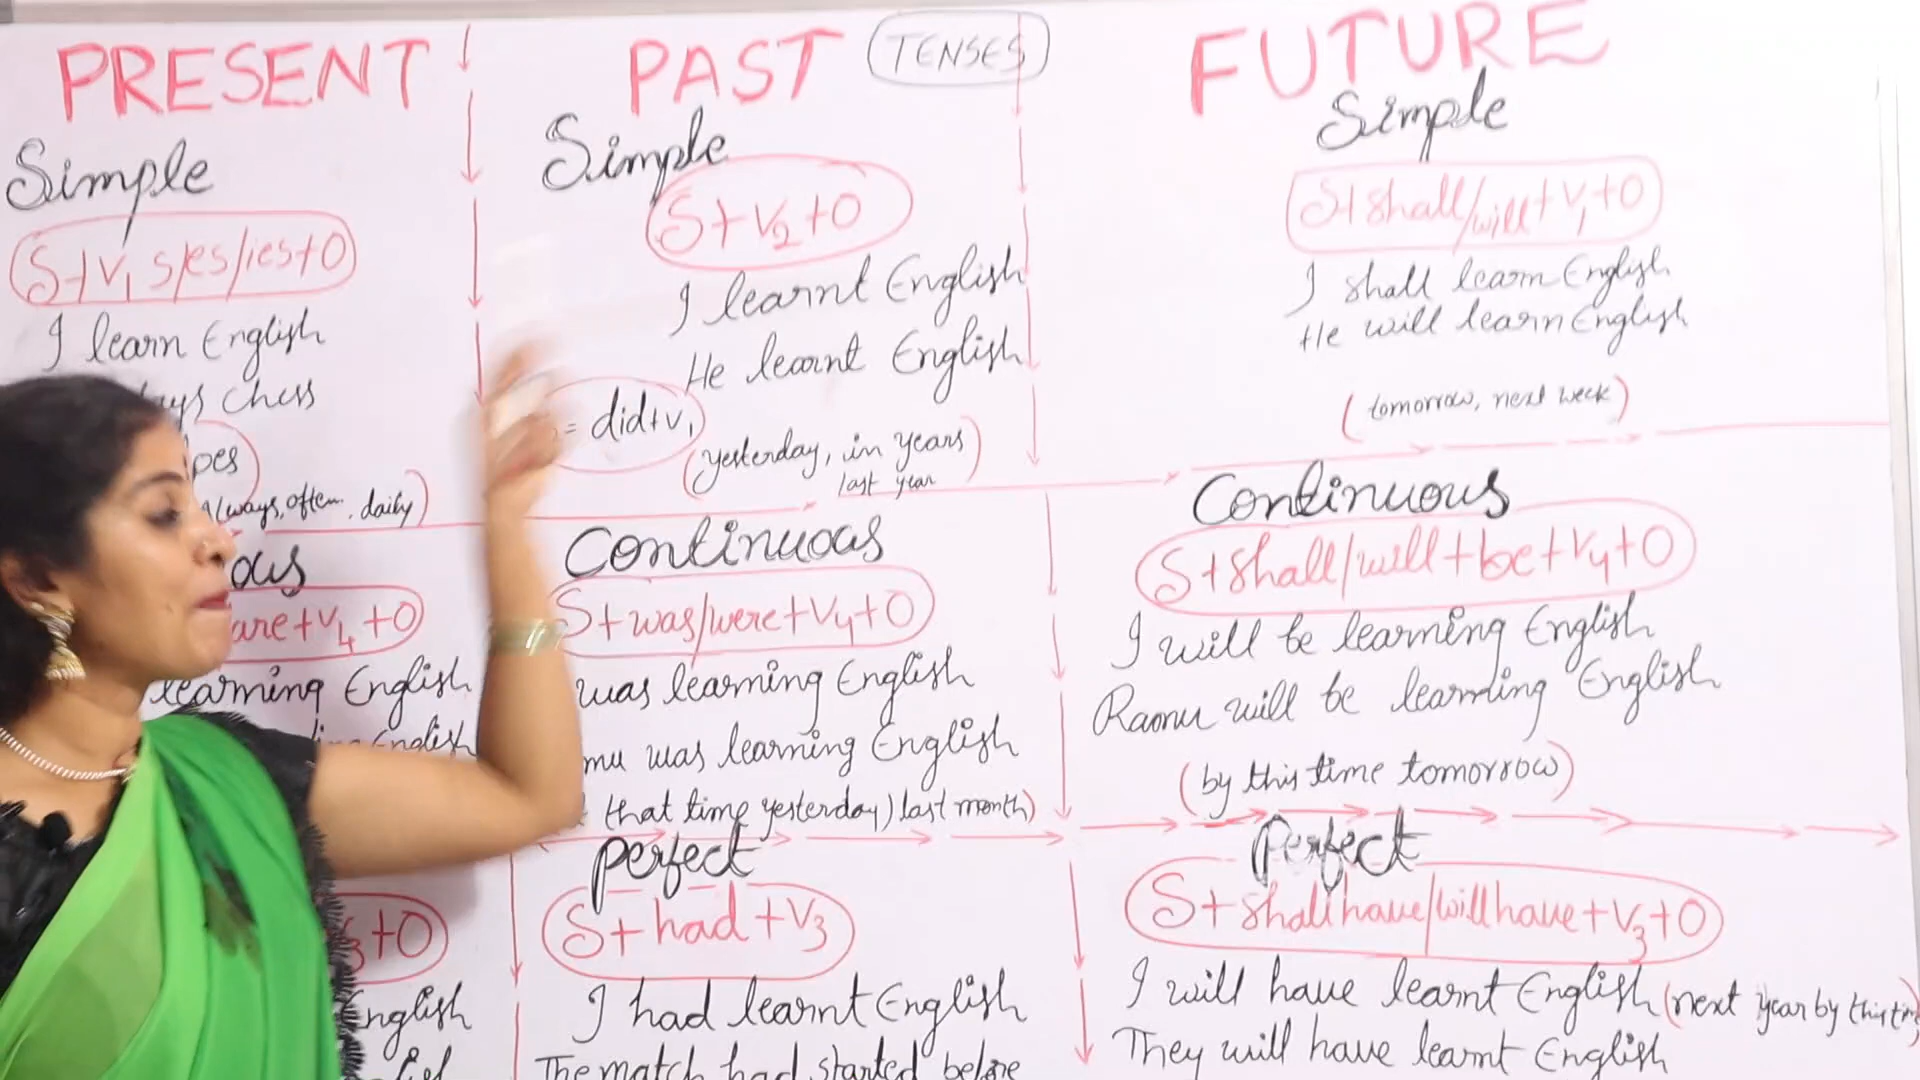 TENSES
PRESENT
Simple
S+V1 s/es/ies+O
I learn English
chess
Always, often, daily)
are+V4+O
learning English
English
+O
English
PAST
Simple
S+V2+O
I learnt English
He learnt English
= did+V1
(yesterday, in years)
last year
Continuous
S+was/were+V4+O
was learning English
was learning English
that time yesterday) last month)
perfect
S+had+V3
I had learnt English
The match had started before
FUTURE
Simple
S+shall/will+V1+O
I shall learn English
He will learn English
(tomorrow, next week)
Continuous
S+shall/will+be+V4+O
I will be learning English
Ramu will be learning English
(by this time tomorrow)
Perfect
S+shall have/will have+V3+O
I will have learnt English (next year by this
They will have learnt English